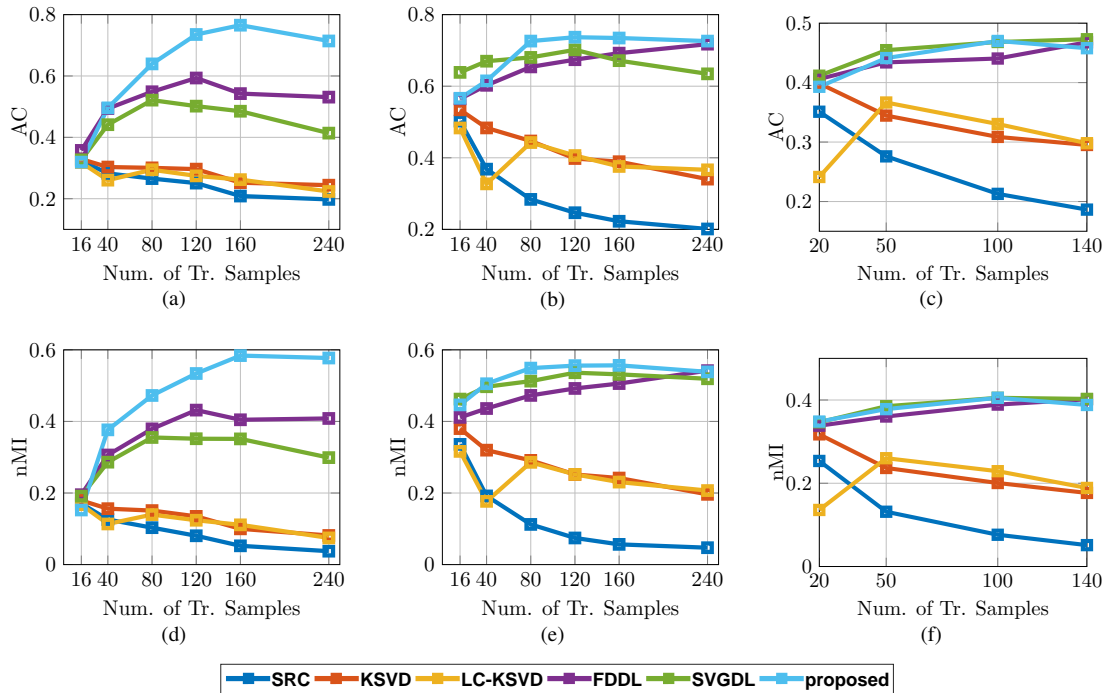 0.8
0.6
0.4
0.2
AC
16 40 80 120 160 240
Num. of Tr. Samples
(a)
0.8
0.6
0.4
0.2
AC
16 40 80 120 160 240
Num. of Tr. Samples
(b)
0.5
0.4
0.3
0.2
AC
20 50 100 140
Num. of Tr. Samples
(c)
0.6
0.4
0.2
0
nMI
16 40 80 120 160 240
Num. of Tr. Samples
(d)
0.6
0.4
0.2
0
nMI
16 40 80 120 160 240
Num. of Tr. Samples
(e)
0.4
0.2
0
nMI
20 50 100 140
Num. of Tr. Samples
(f)
SRC KSVD LC-KSVD FDDL SVGDL proposed